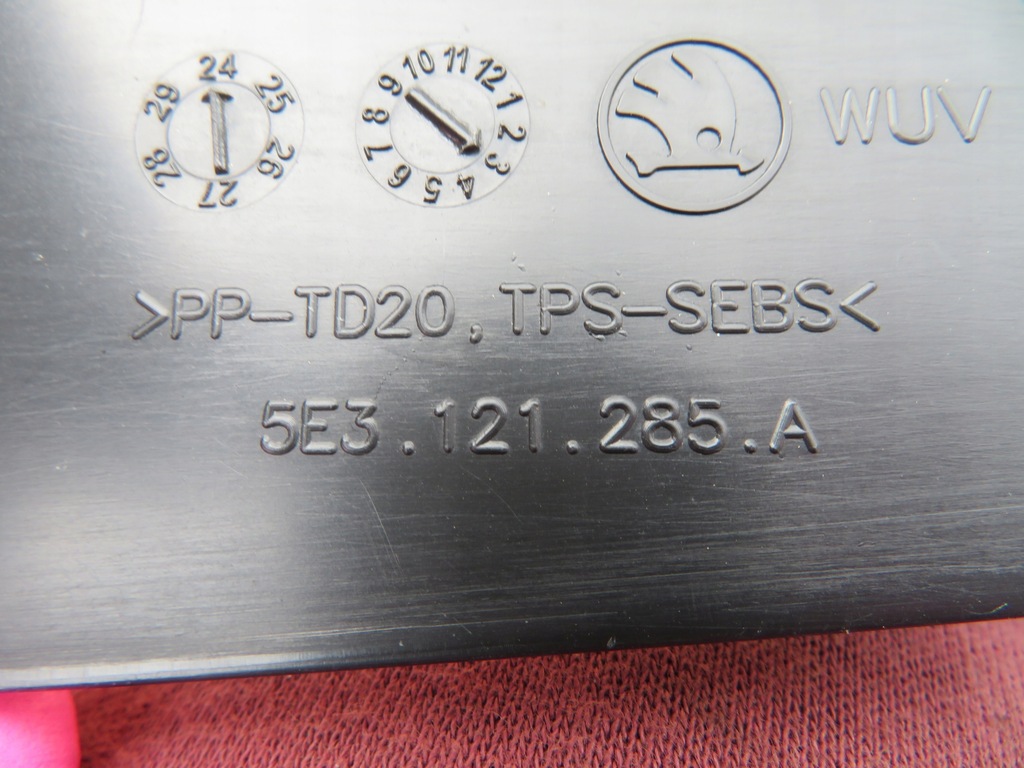 24 25 26 27 28 29
10 11 12 1 2 3 4 5 6 7 8 9
WUV
>PP-TD20, TPS-SEBS<
5E3.121.285.A